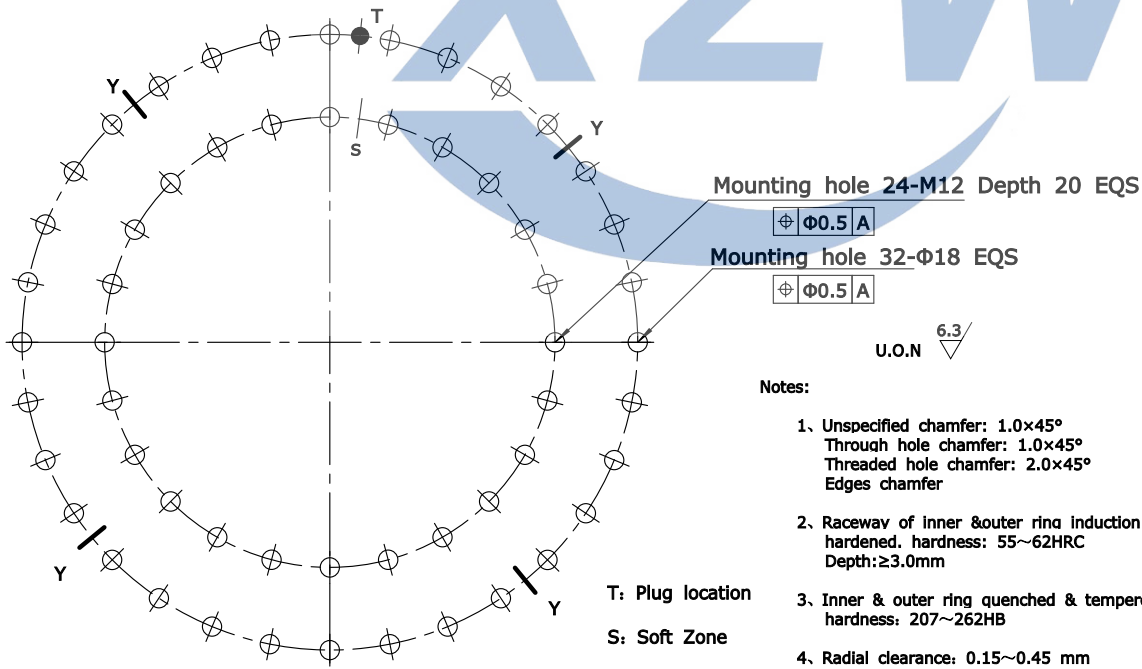 XZW
T
Y
Y
S
Mounting hole 24-M12 Depth 20 EQS
⌖ Φ0.5 A
Mounting hole 32-Φ18 EQS
⌖ Φ0.5 A
U.O.N 6.3
Notes:
1、Unspecified chamfer: 1.0×45°
Through hole chamfer: 1.0×45°
Threaded hole chamfer: 2.0×45°
Edges chamfer
2、Raceway of inner &outer ring induction
hardened. hardness: 55~62HRC
Depth:≥3.0mm
Y
Y
T: Plug location
3、Inner & outer ring quenched & temper
hardness: 207~262HB
S: Soft Zone
4、Radial clearance: 0.15~0.45 mm